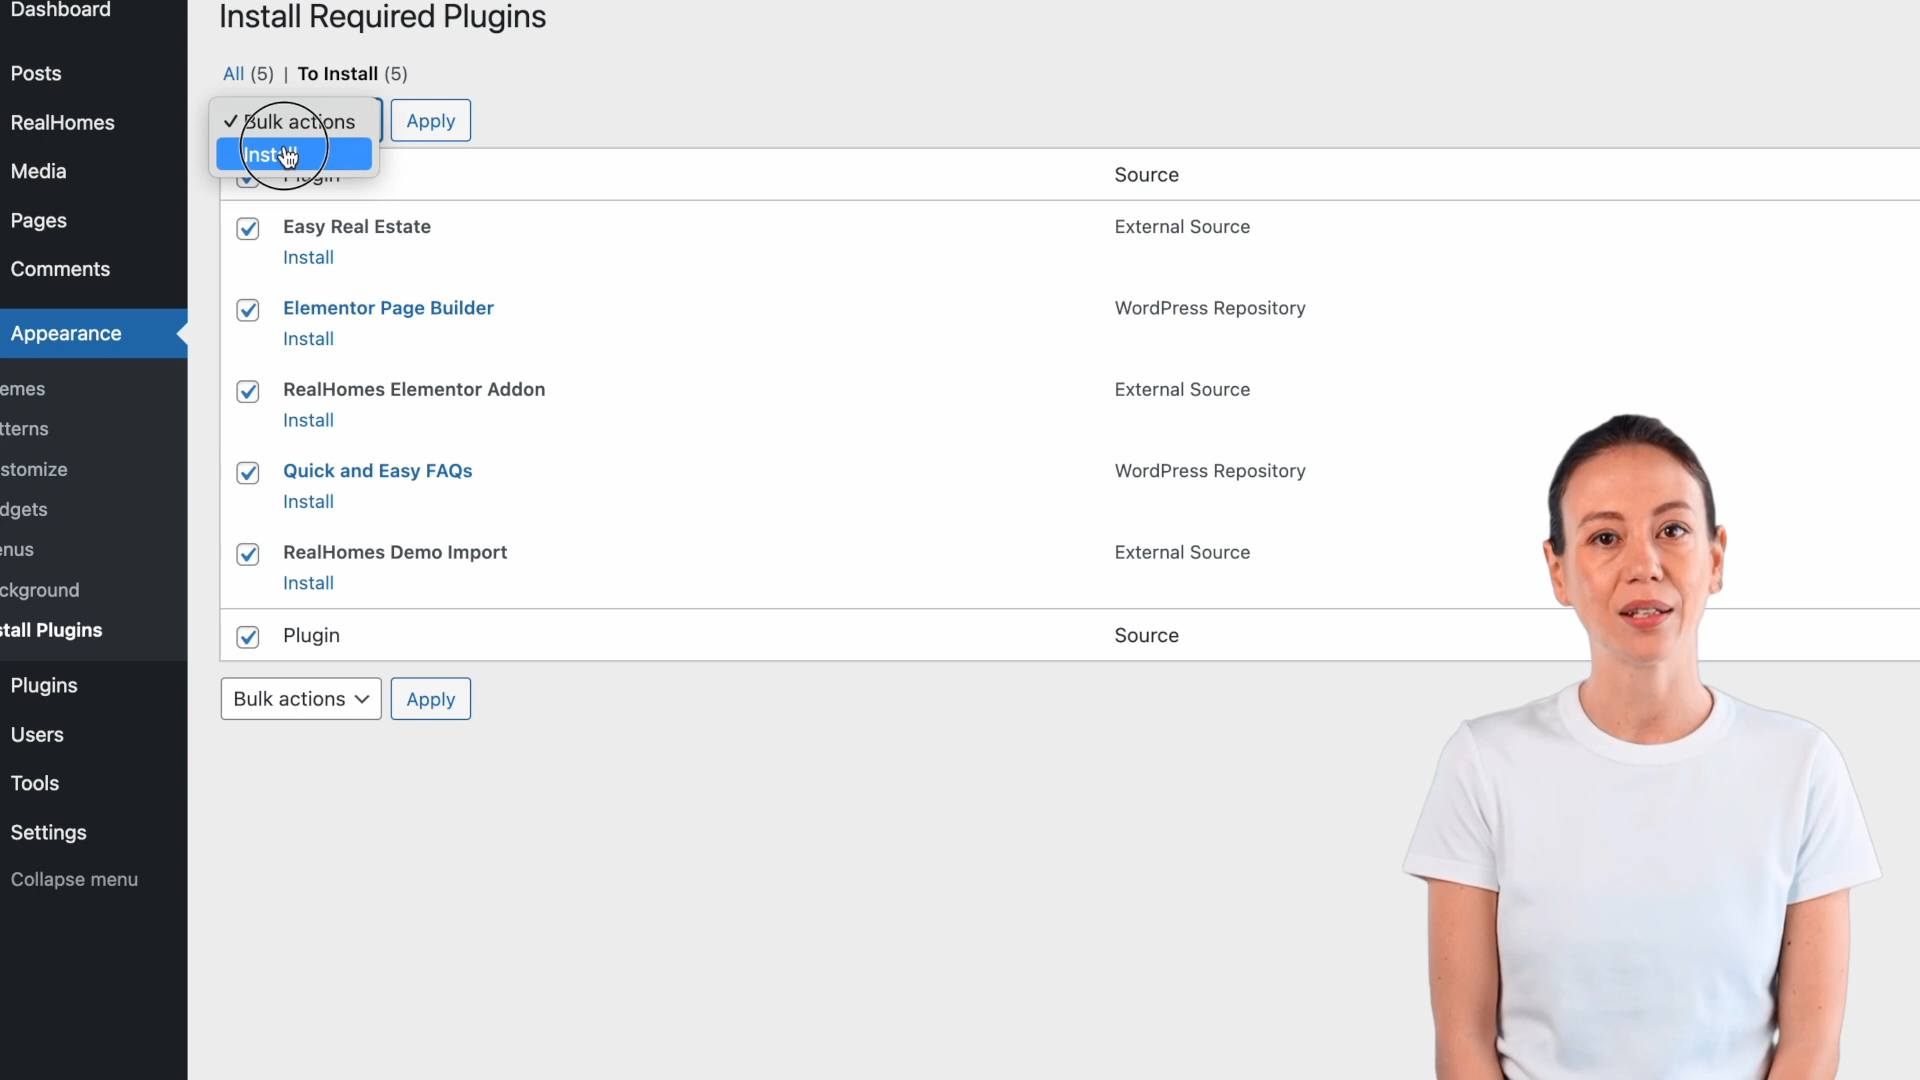 Dashboard
Posts
RealHomes
Media
Pages
Comments
Appearance
emes
tterns
stomize
dgets
enus
ckground
stall Plugins
Plugins
Users
Tools
Settings
Collapse menu
Install Required Plugins
All (5) | To Install (5)
✓ Bulk actions
Install
Apply
Plugin
Source
Easy Real Estate
External Source
Install
Elementor Page Builder
WordPress Repository
Install
RealHomes Elementor Addon
External Source
Install
Quick and Easy FAQs
WordPress Repository
Install
RealHomes Demo Import
External Source
Install
Plugin
Source
Bulk actions
Apply